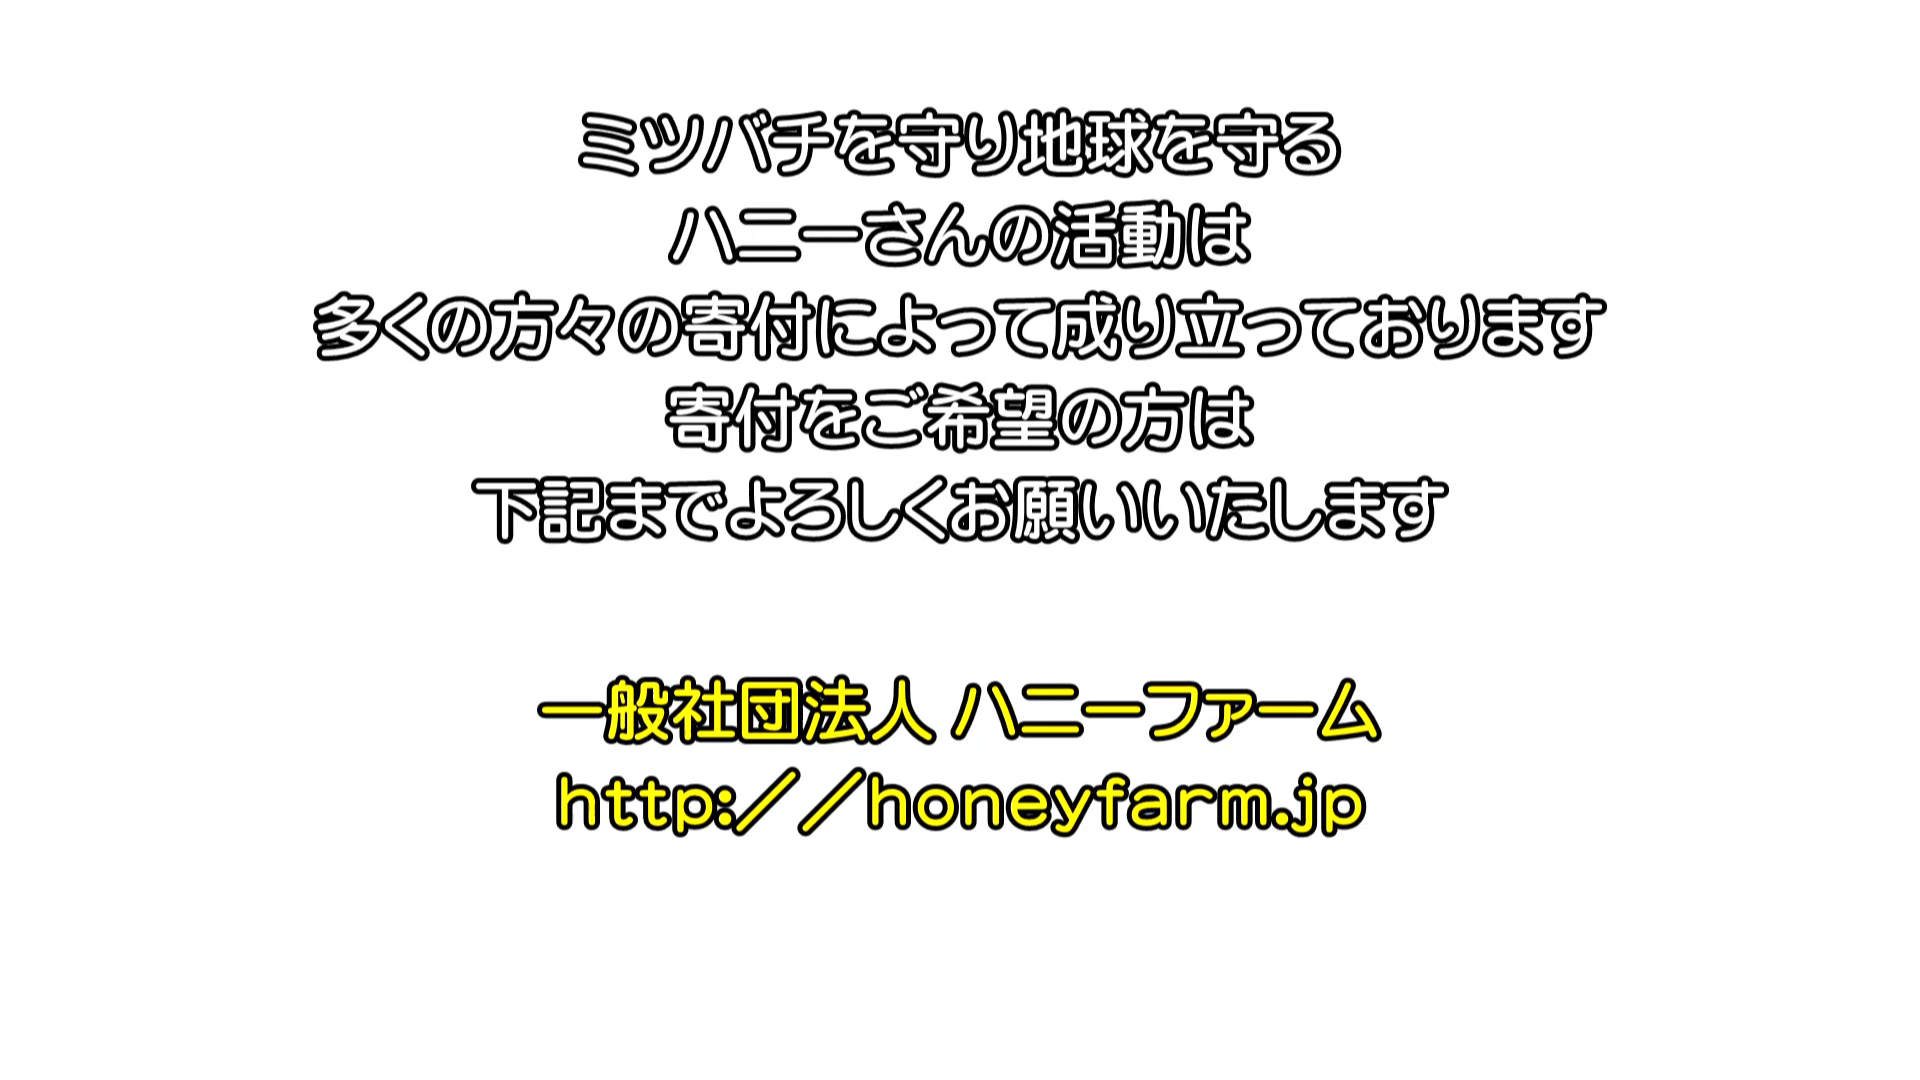 ミツバチを守り地球を守る
ハニーさんの活動は
多くの方々の寄付によって成り立っております
寄付をご希望の方は
下記までよろしくお願いいたします
一般社団法人 ハニーファーム
http://honeyfarm.jp